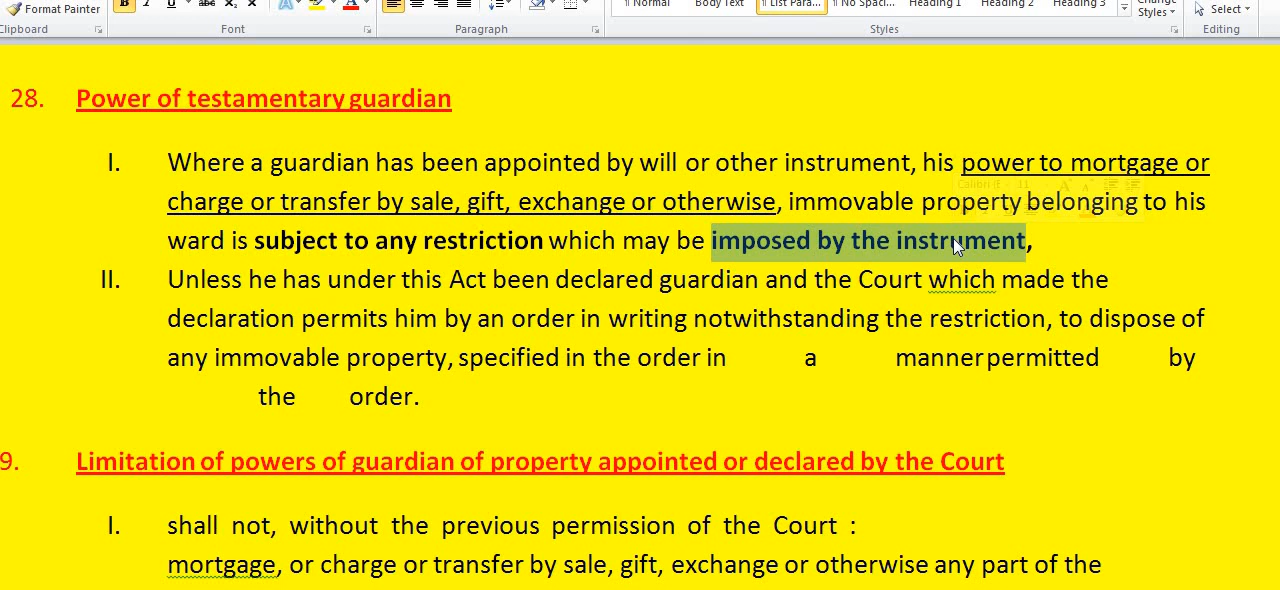 Format Painter
B I U abc X₂ X A ab A
¶ Normal Body Text ¶ List Para... ¶ No Spaci... Heading 1 Heading 2 Heading 3 Change Styles Select
Clipboard Font Paragraph Styles Editing
28. Power of testamentary guardian
I. Where a guardian has been appointed by will or other instrument, his power to mortgage or
charge or transfer by sale, gift, exchange or otherwise, immovable property belonging to his
ward is subject to any restriction which may be imposed by the instrument,
II. Unless he has under this Act been declared guardian and the Court which made the
declaration permits him by an order in writing notwithstanding the restriction, to dispose of
any immovable property, specified in the order in a manner permitted by
the order.
9. Limitation of powers of guardian of property appointed or declared by the Court
I. shall not, without the previous permission of the Court :
mortgage, or charge or transfer by sale, gift, exchange or otherwise any part of the